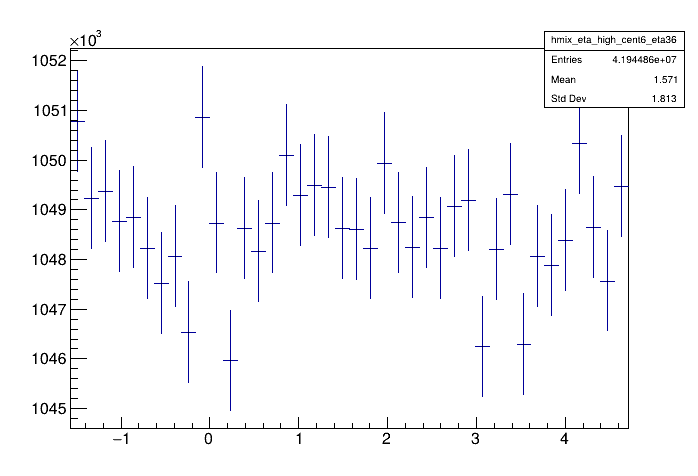 ×10³
hmix_eta_high_cent6_eta36
Entries 4.194486e+07
Mean 1.571
Std Dev 1.813
1052
1051
1050
1049
1048
1047
1046
1045
−1 0 1 2 3 4